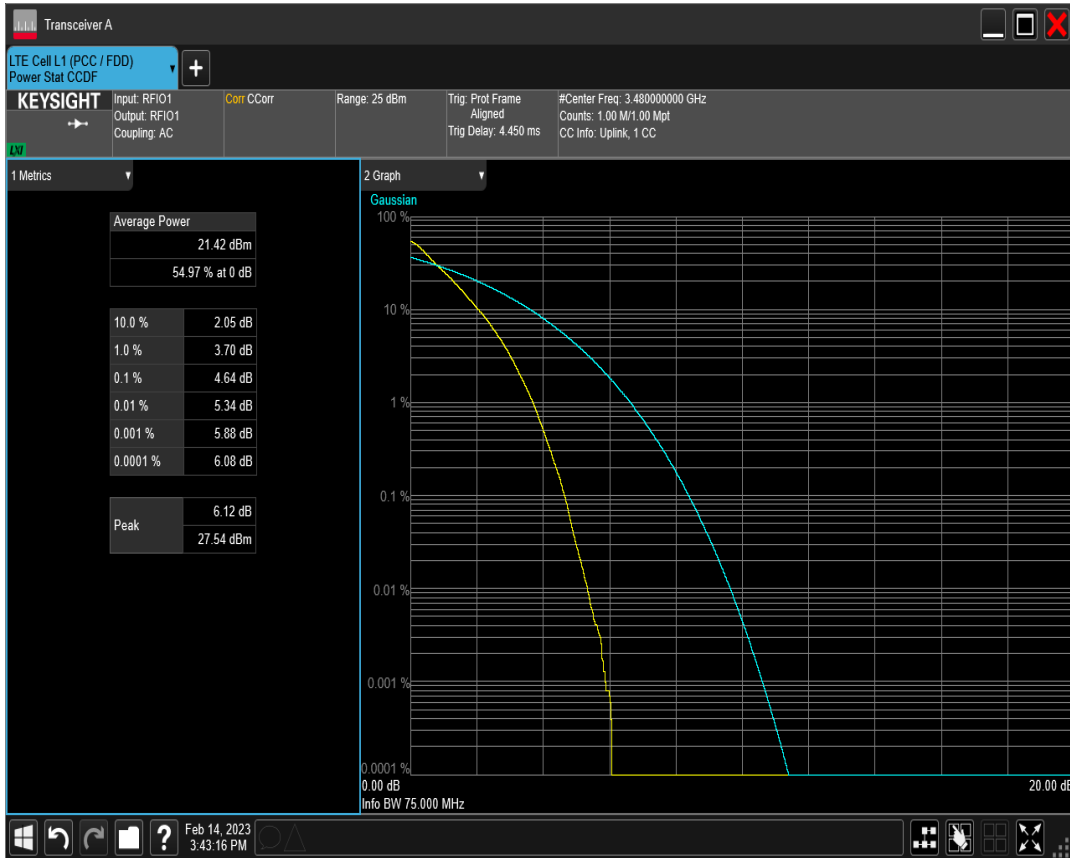 Transceiver A
LTE Cell L1 (PCC / FDD)
Power Stat CCDF
KEYSIGHT
LXI
Input: RFIO1
Output: RFIO1
Coupling: AC
Corr CCorr
Range: 25 dBm
Trig: Prot Frame
Aligned
Trig Delay: 4.450 ms
#Center Freq: 3.480000000 GHz
Counts: 1.00 M/1.00 Mpt
CC Info: Uplink, 1 CC
1 Metrics
Average Power
21.42 dBm
54.97 % at 0 dB
10.0 % 2.05 dB
1.0 % 3.70 dB
0.1 % 4.64 dB
0.01 % 5.34 dB
0.001 % 5.88 dB
0.0001 % 6.08 dB
Peak
6.12 dB
27.54 dBm
2 Graph
Gaussian
100 %
10 %
1 %
0.1 %
0.01 %
0.001 %
0.0001 %
0.00 dB
20.00 dB
Info BW 75.000 MHz
Feb 14, 2023
3:43:16 PM